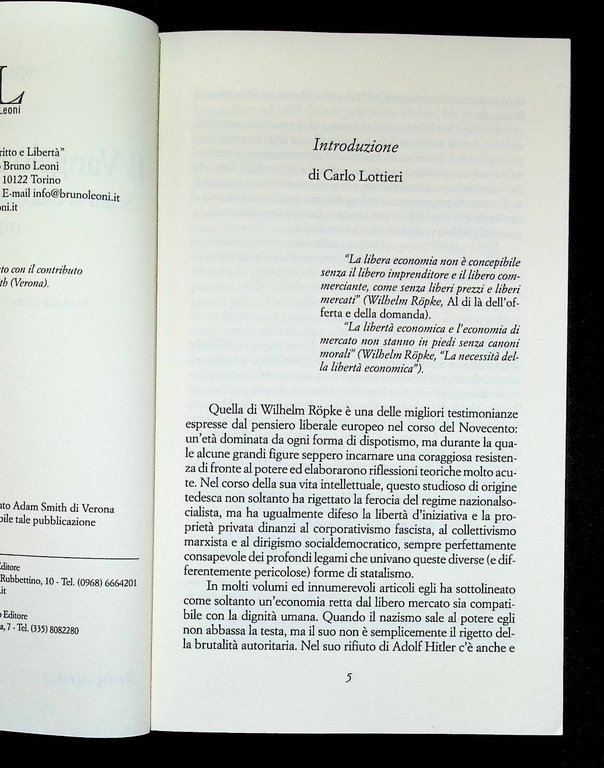 L
Leoni
ritto e Libertà"
Bruno Leoni
10122 Torino
E-mail info@brunoleoni.it
ni.it
to con il contributo
ith (Verona).
uto Adam Smith di Verona
bile tale pubblicazione
Editore
Rubbettino, 10 - Tel. (0968) 6664201
.it
o Editore
a, 7 - Tel. (335) 8082280
Introduzione
di Carlo Lottieri
"La libera economia non è concepibile
senza il libero imprenditore e il libero com-
merciante, come senza liberi prezzi e liberi
mercati" (Wilhelm Röpke, Al di là dell'of-
ferta e della domanda).
"La libertà economica e l'economia di
mercato non stanno in piedi senza canoni
morali" (Wilhelm Röpke, "La necessità del-
la libertà economica").
Quella di Wilhelm Röpke è una delle migliori testimonianze
espresse dal pensiero liberale europeo nel corso del Novecento:
un'età dominata da ogni forma di dispotismo, ma durante la qua-
le alcune grandi figure seppero incarnare una coraggiosa resisten-
za di fronte al potere ed elaborarono riflessioni teoriche molto acu-
te. Nel corso della sua vita intellettuale, questo studioso di origine
tedesca non soltanto ha rigettato la ferocia del regime nazionalso-
cialista, ma ha ugualmente difeso la libertà d'iniziativa e la pro-
prietà privata dinanzi al corporativismo fascista, al collettivismo
marxista e al dirigismo socialdemocratico, sempre perfettamente
consapevole dei profondi legami che univano queste diverse (e dif-
ferentemente pericolose) forme di statalismo.
In molti volumi ed innumerevoli articoli egli ha sottolineato
come soltanto un'economia retta dal libero mercato sia compati-
bile con la dignità umana. Quando il nazismo sale al potere egli
non abbassa la testa, ma il suo non è semplicemente il rigetto del-
la brutalità autoritaria. Nel suo rifiuto di Adolf Hitler c'è anche e
5